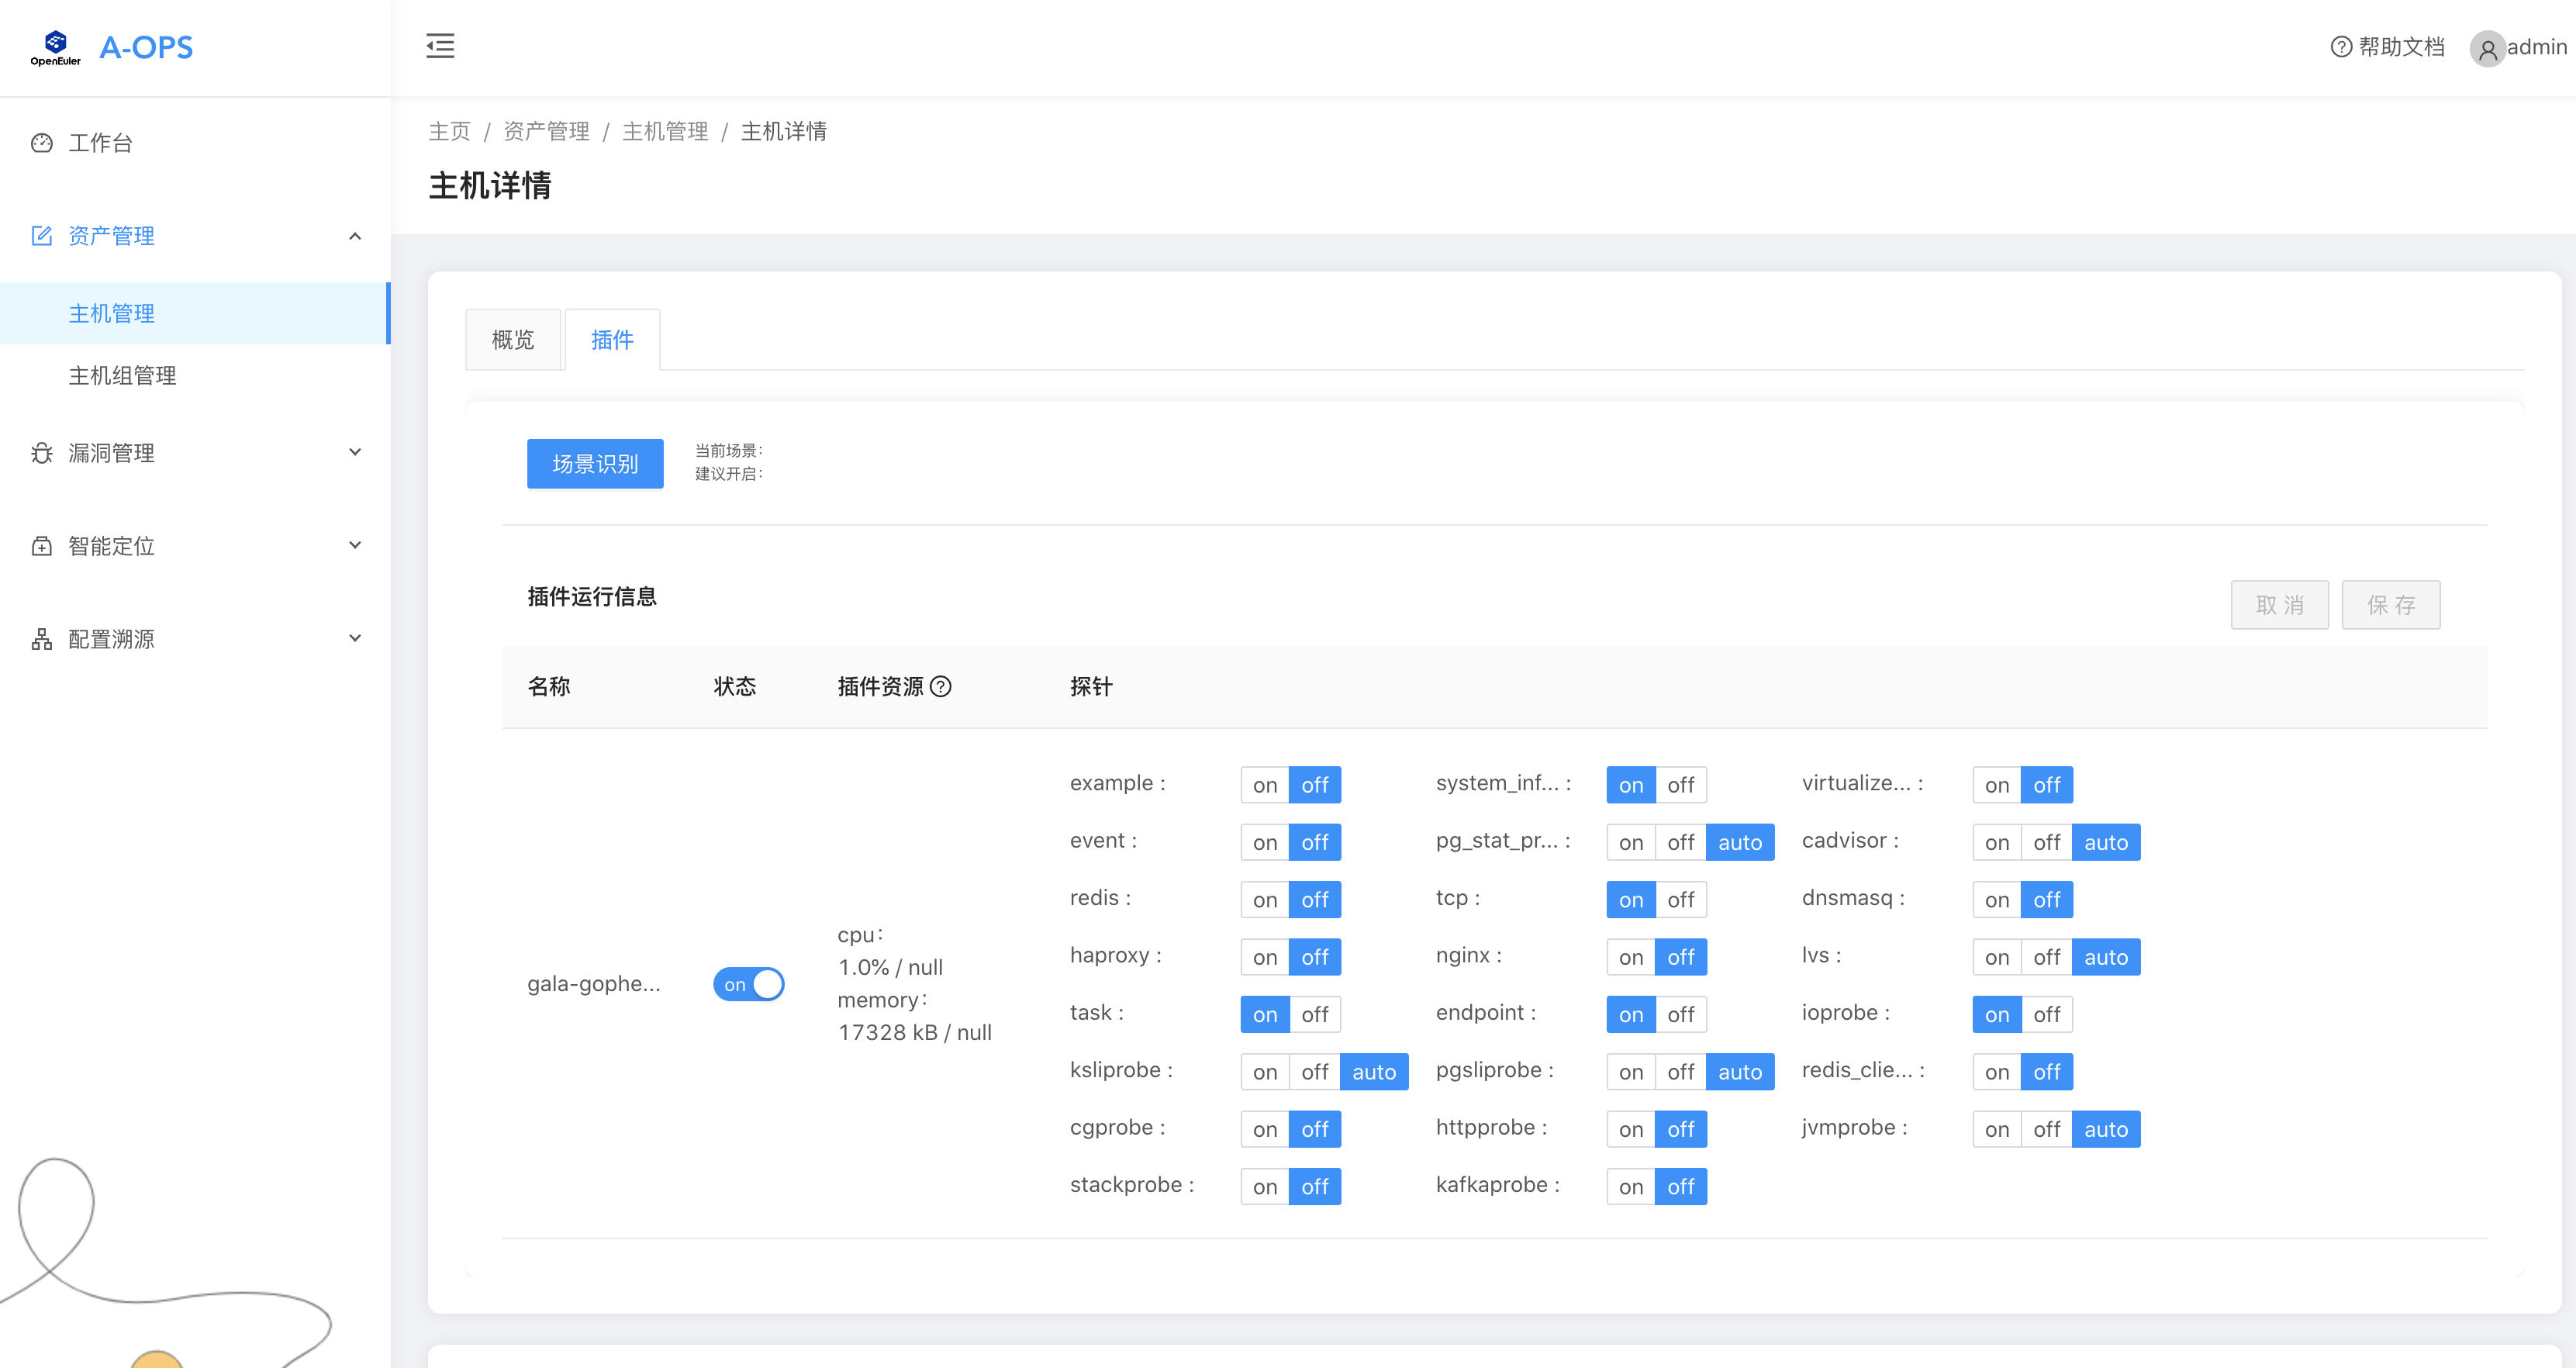 OpenEuler
A-OPS
帮助文档
admin
工作台
资产管理
主机管理
主机组管理
漏洞管理
智能定位
配置溯源
主页 / 资产管理 / 主机管理 / 主机详情
主机详情
概览
插件
场景识别
当前场景：
建议开启：
插件运行信息
取 消
保 存
名称 状态 插件资源 探针
gala-gophe...
on
cpu：
1.0% / null
memory：
17328 kB / null
example : on off system_inf... : on off virtualize... : on off
event : on off pg_stat_pr... : on off auto cadvisor : on off auto
redis : on off tcp : on off dnsmasq : on off
haproxy : on off nginx : on off lvs : on off auto
task : on off endpoint : on off ioprobe : on off
ksliprobe : on off auto pgsliprobe : on off auto redis_clie... : on off
cgprobe : on off httpprobe : on off jvmprobe : on off auto
stackprobe : on off kafkaprobe : on off